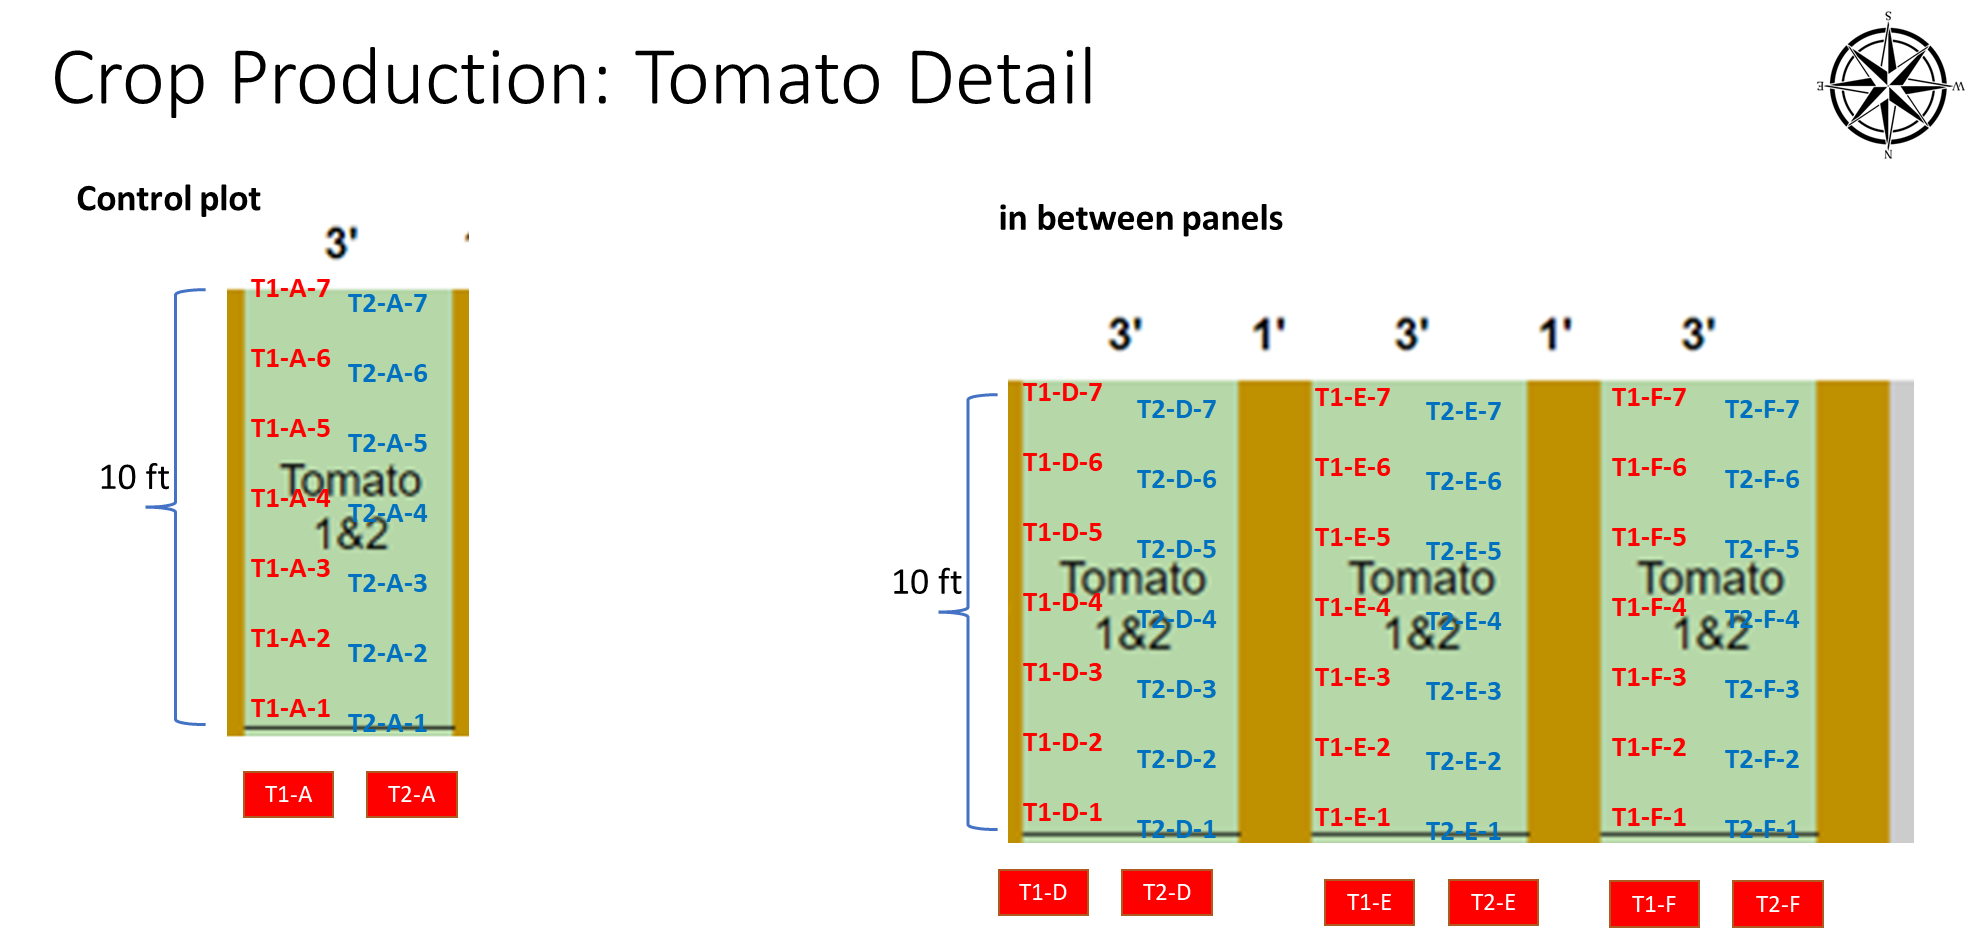 Crop Production: Tomato Detail
S
E
W
N
Control plot
3'
T1-A-7
T2-A-7
T1-A-6
T2-A-6
T1-A-5
T2-A-5
10 ft
Tomato
1&2
T1-A-4
T2-A-4
T1-A-3
T2-A-3
T1-A-2
T2-A-2
T1-A-1
T2-A-1
T1-A
T2-A
in between panels
3'
1'
3'
1'
3'
10 ft
T1-D-7
T2-D-7
T1-D-6
T2-D-6
T1-D-5
T2-D-5
Tomato
1&2
T1-D-4
T2-D-4
T1-D-3
T2-D-3
T1-D-2
T2-D-2
T1-D-1
T2-D-1
T1-E-7
T2-E-7
T1-E-6
T2-E-6
T1-E-5
T2-E-5
Tomato
1&2
T1-E-4
T2-E-4
T1-E-3
T2-E-3
T1-E-2
T2-E-2
T1-E-1
T2-E-1
T1-F-7
T2-F-7
T1-F-6
T2-F-6
T1-F-5
T2-F-5
Tomato
1&2
T1-F-4
T2-F-4
T1-F-3
T2-F-3
T1-F-2
T2-F-2
T1-F-1
T2-F-1
T1-D
T2-D
T1-E
T2-E
T1-F
T2-F